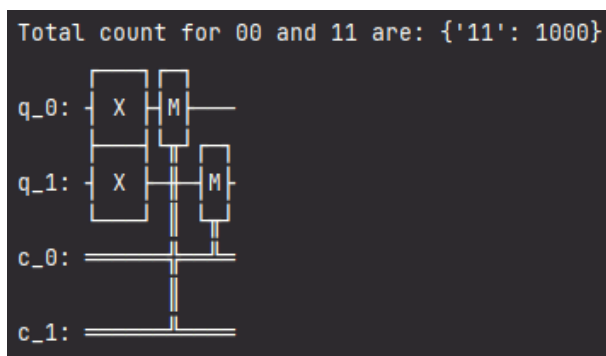 Total count for 00 and 11 are: {'11': 1000}
q_0: X M
q_1: X M
c_0:
c_1: